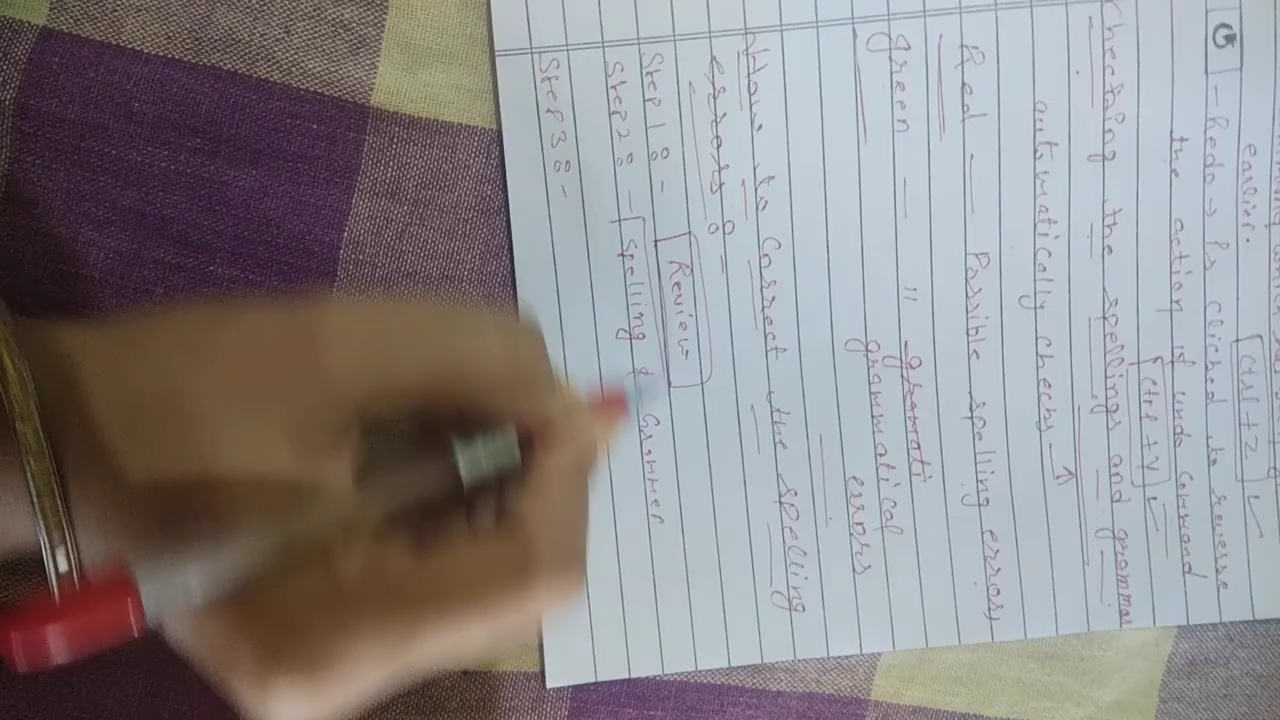 earlier.
Ctrl + Z
↺ - Redo → Is clicked to reverse
the action of undo command
Ctrl + Y
Checking the spellings and grammar
automatically checks
Red — Possible spelling errors
green — " gramati grammatical
errors
How to Correct the spelling
errors :-
Step 1 :- Review
Step 2 :- Spelling & Grammer
Step 3 :-